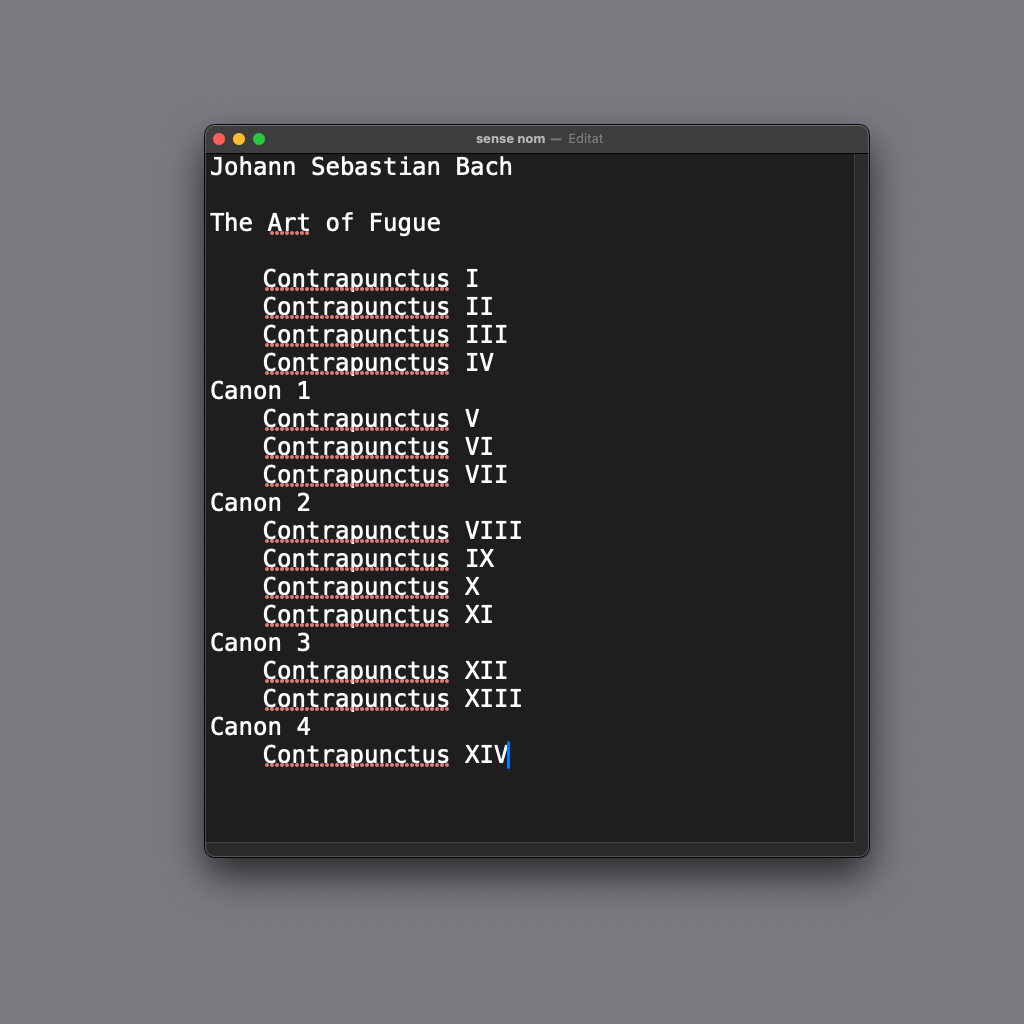 sense nom — Editat
Johann Sebastian Bach
The Art of Fugue
Contrapunctus I
Contrapunctus II
Contrapunctus III
Contrapunctus IV
Canon 1
Contrapunctus V
Contrapunctus VI
Contrapunctus VII
Canon 2
Contrapunctus VIII
Contrapunctus IX
Contrapunctus X
Contrapunctus XI
Canon 3
Contrapunctus XII
Contrapunctus XIII
Canon 4
Contrapunctus XIV